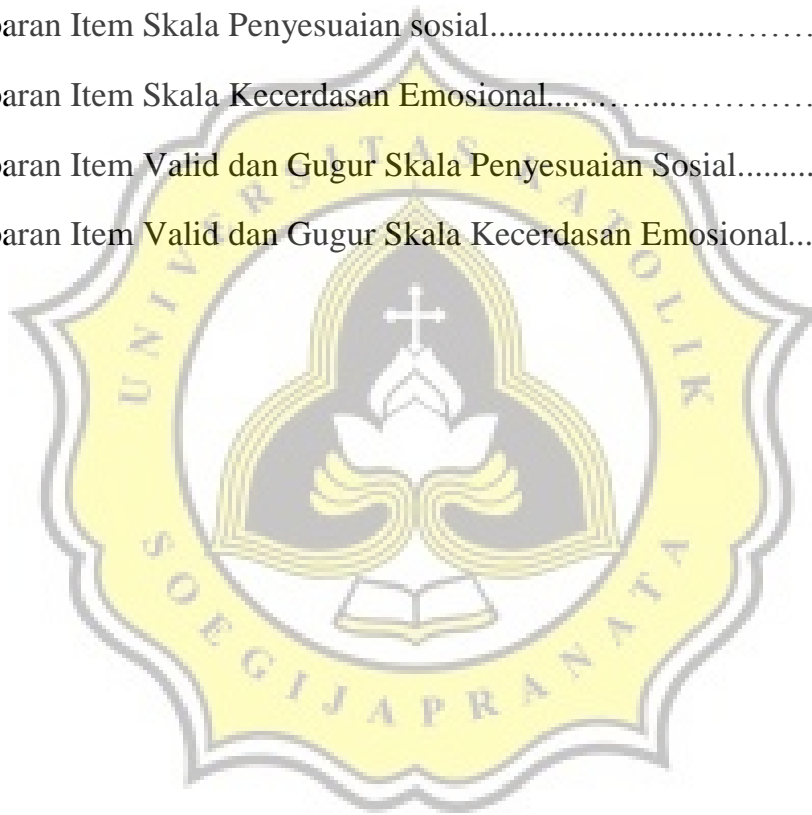 baran Item Skala Penyesuaian sosial..............................………
baran Item Skala Kecerdasan Emosional.......…....……………
baran Item Valid dan Gugur Skala Penyesuaian Sosial..........
baran Item Valid dan Gugur Skala Kecerdasan Emosional....
UNIVERSITAS KATOLIK
SOEGIJAPRANATA